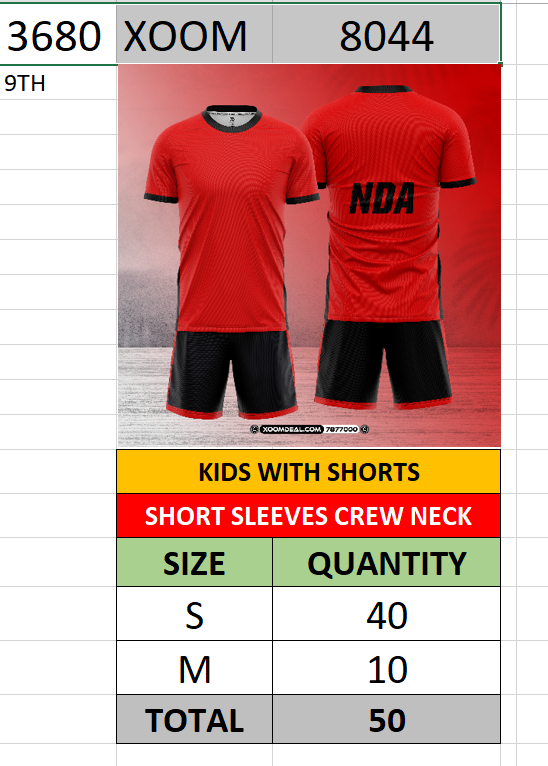 3680 XOOM 8044
9TH
NDA
XOOMDEAL.COM 7877000
KIDS WITH SHORTS
SHORT SLEEVES CREW NECK
SIZE QUANTITY
S 40
M 10
TOTAL 50